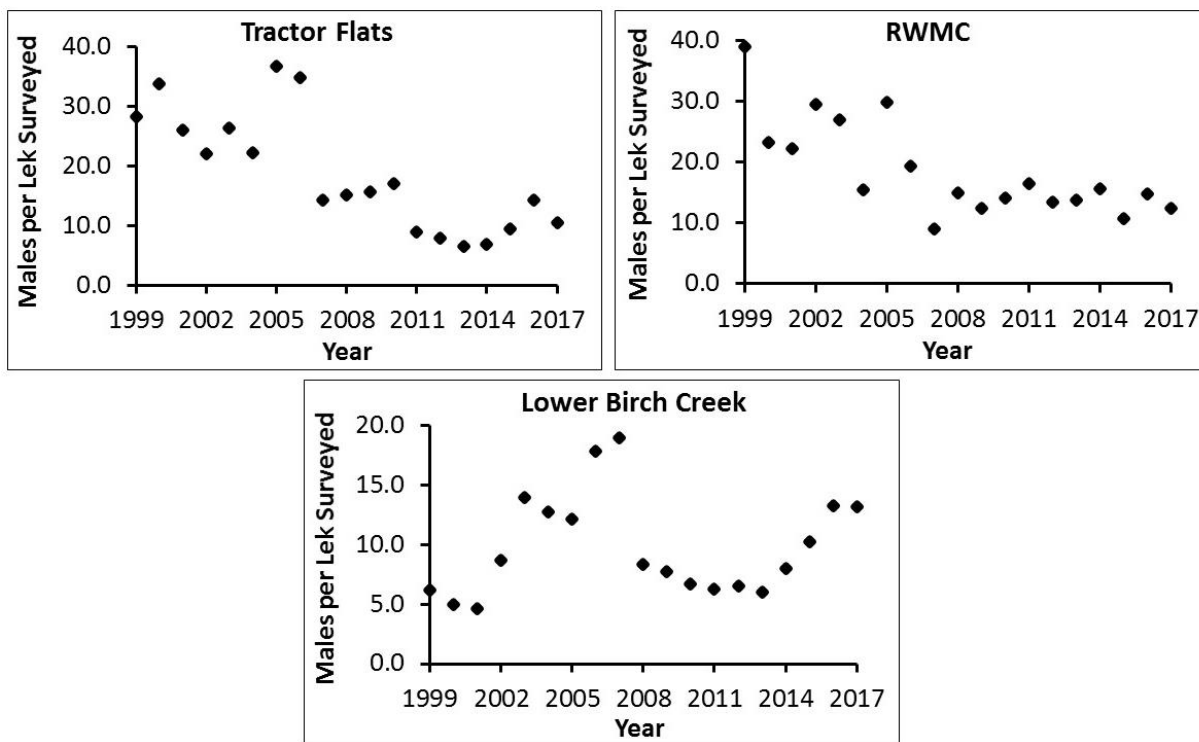 Tractor Flats
Males per Lek Surveyed
40.0
30.0
20.0
10.0
0.0
1999 2002 2005 2008 2011 2014 2017
Year
RWMC
Males per Lek Surveyed
40.0
30.0
20.0
10.0
0.0
1999 2002 2005 2008 2011 2014 2017
Year
Lower Birch Creek
Males per Lek Surveyed
20.0
15.0
10.0
5.0
0.0
1999 2002 2005 2008 2011 2014 2017
Year